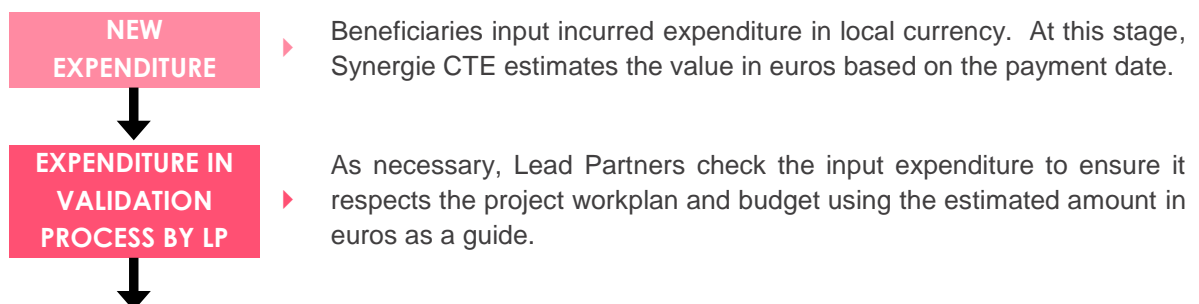 NEW
EXPENDITURE
Beneficiaries input incurred expenditure in local currency. At this stage,
Synergie CTE estimates the value in euros based on the payment date.
EXPENDITURE IN
VALIDATION
PROCESS BY LP
As necessary, Lead Partners check the input expenditure to ensure it
respects the project workplan and budget using the estimated amount in
euros as a guide.